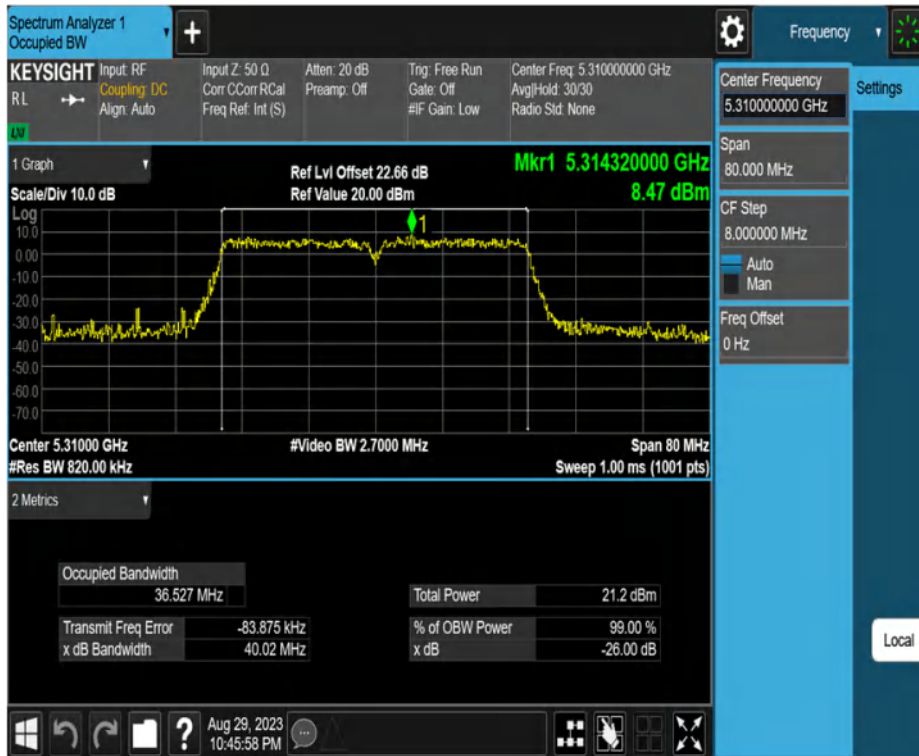 Spectrum Analyzer 1
Occupied BW
+
Frequency
KEYSIGHT Input: RF Input Z: 50 Ω Atten: 20 dB Trig: Free Run Center Freq: 5.310000000 GHz
RL Coupling: DC Corr CCorr RCal Preamp: Off Gate: Off Avg|Hold: 30/30
Align: Auto Freq Ref: Int (S) #IF Gain: Low Radio Std: None
LXI
Center Frequency
5.310000000 GHz
Settings
Span
80.000 MHz
CF Step
8.000000 MHz
Auto
Man
Freq Offset
0 Hz
1 Graph
Ref Lvl Offset 22.66 dB Mkr1 5.314320000 GHz
Scale/Div 10.0 dB Ref Value 20.00 dBm 8.47 dBm
Log
1
10.0
0.00
-10.0
-20.0
-30.0
-40.0
-50.0
-60.0
-70.0
Center 5.31000 GHz #Video BW 2.7000 MHz Span 80 MHz
#Res BW 820.00 kHz Sweep 1.00 ms (1001 pts)
2 Metrics
Occupied Bandwidth
36.527 MHz Total Power 21.2 dBm
Transmit Freq Error -83.875 kHz % of OBW Power 99.00 %
x dB Bandwidth 40.02 MHz x dB -26.00 dB
Local
? Aug 29, 2023
10:45:58 PM